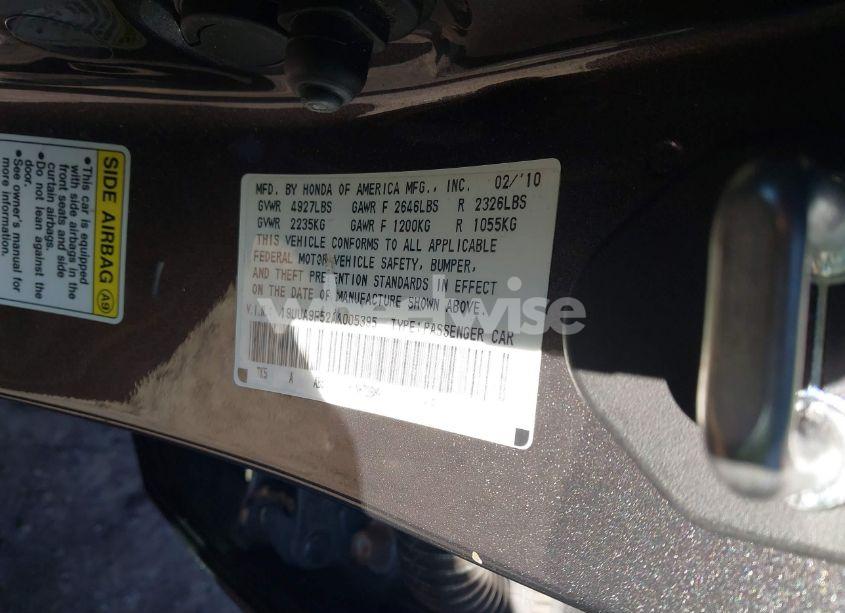 SIDE AIRBAG A9
• This car is equipped
with side airbags in the
front seats and side
curtain airbags.
• Do not lean against the
door.
• See owner's manual for
more information.
MFD. BY HONDA OF AMERICA MFG., INC. 02/'10
GVWR 4927LBS GAWR F 2646LBS R 2326LBS
GVWR 2235KG GAWR F 1200KG R 1055KG
THIS VEHICLE CONFORMS TO ALL APPLICABLE
FEDERAL MOTOR VEHICLE SAFETY, BUMPER,
AND THEFT PREVENTION STANDARDS IN EFFECT
ON THE DATE OF MANUFACTURE SHOWN ABOVE.
TYPE:PASSENGER CAR
TK5 A
wheelwise